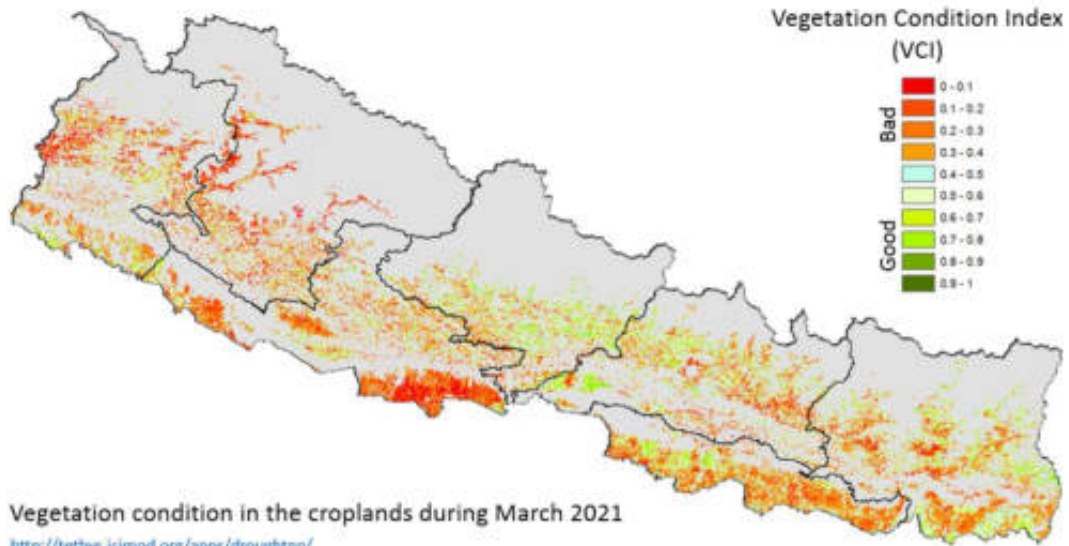 Vegetation Condition Index
(VCI)
Bad
Good
0 - 0.1
0.1 - 0.2
0.2 - 0.3
0.3 - 0.4
0.4 - 0.5
0.5 - 0.6
0.6 - 0.7
0.7 - 0.8
0.8 - 0.9
0.9 - 1
Vegetation condition in the croplands during March 2021